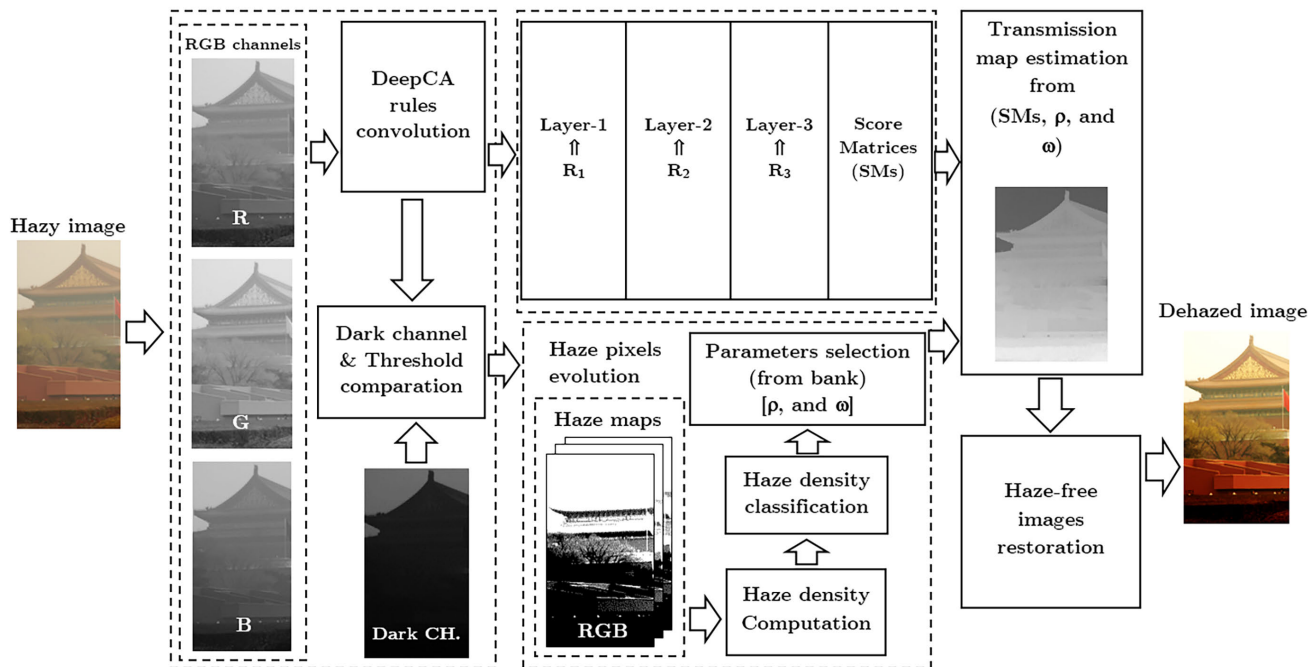 Hazy image
RGB channels
R
G
B
DeepCA
rules
convolution
Dark channel
& Threshold
comparation
Dark CH.
Layer-1
⇑
R₁
Layer-2
⇑
R₂
Layer-3
⇑
R₃
Score
Matrices
(SMs)
Haze pixels
evolution
Haze maps
RGB
Haze density
Computation
Haze density
classification
Parameters selection
(from bank)
[ρ, and ω]
Transmission
map estimation
from
(SMs, ρ, and
ω)
Haze-free
images
restoration
Dehazed image